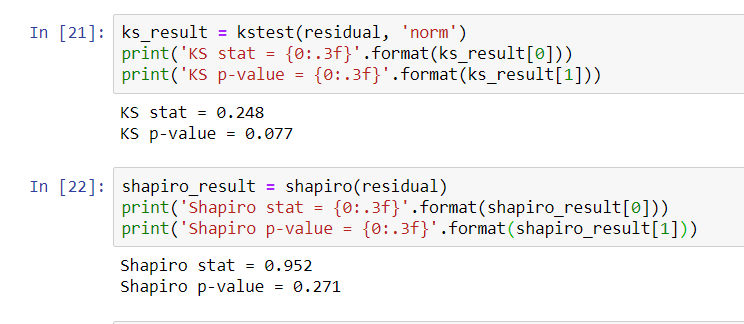 In [21]: ks_result = kstest(residual, 'norm')
print('KS stat = {0:.3f}'.format(ks_result[0]))
print('KS p-value = {0:.3f}'.format(ks_result[1]))
KS stat = 0.248
KS p-value = 0.077
In [22]: shapiro_result = shapiro(residual)
print('Shapiro stat = {0:.3f}'.format(shapiro_result[0]))
print('Shapiro p-value = {0:.3f}'.format(shapiro_result[1]))
Shapiro stat = 0.952
Shapiro p-value = 0.271